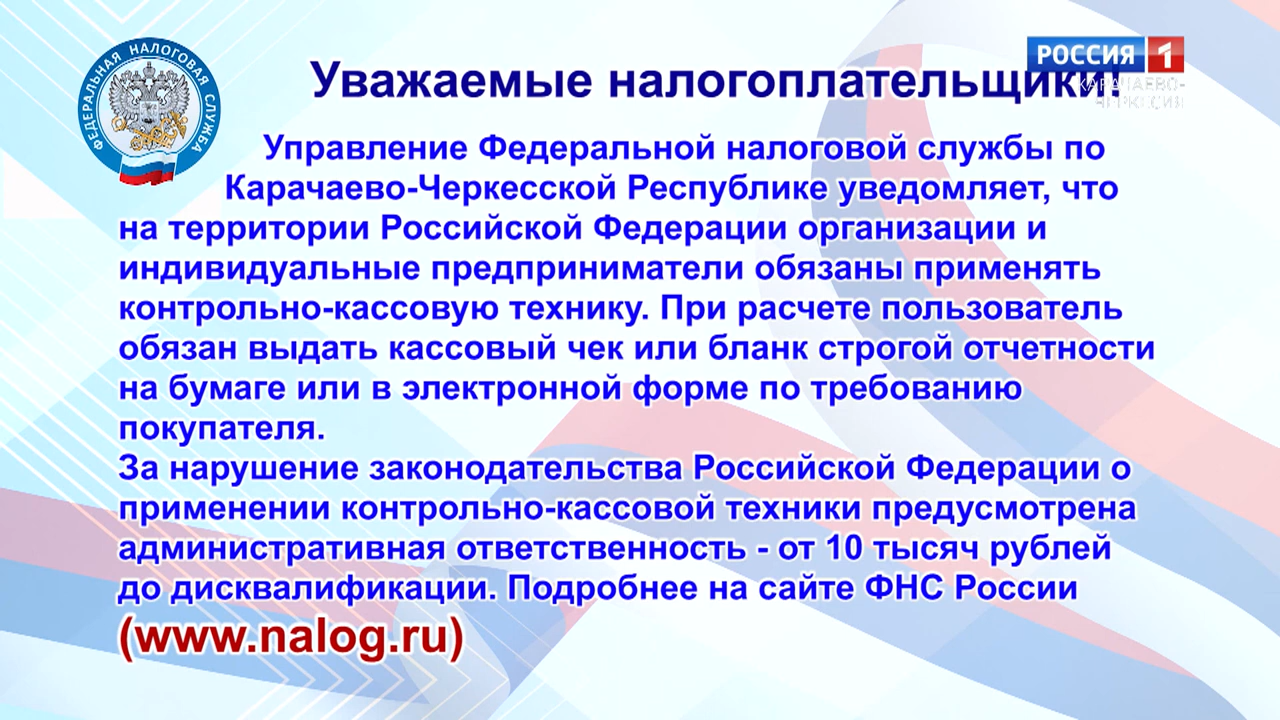 ФЕДЕРАЛЬНАЯ НАЛОГОВАЯ СЛУЖБА
РОССИЯ 1
КАРАЧАЕВО-
ЧЕРКЕССИЯ
Уважаемые налогоплательщики!
Управление Федеральной налоговой службы по
Карачаево-Черкесской Республике уведомляет, что
на территории Российской Федерации организации и
индивидуальные предприниматели обязаны применять
контрольно-кассовую технику. При расчете пользователь
обязан выдать кассовый чек или бланк строгой отчетности
на бумаге или в электронной форме по требованию
покупателя.
За нарушение законодательства Российской Федерации о
применении контрольно-кассовой техники предусмотрена
административная ответственность - от 10 тысяч рублей
до дисквалификации. Подробнее на сайте ФНС России
(www.nalog.ru)